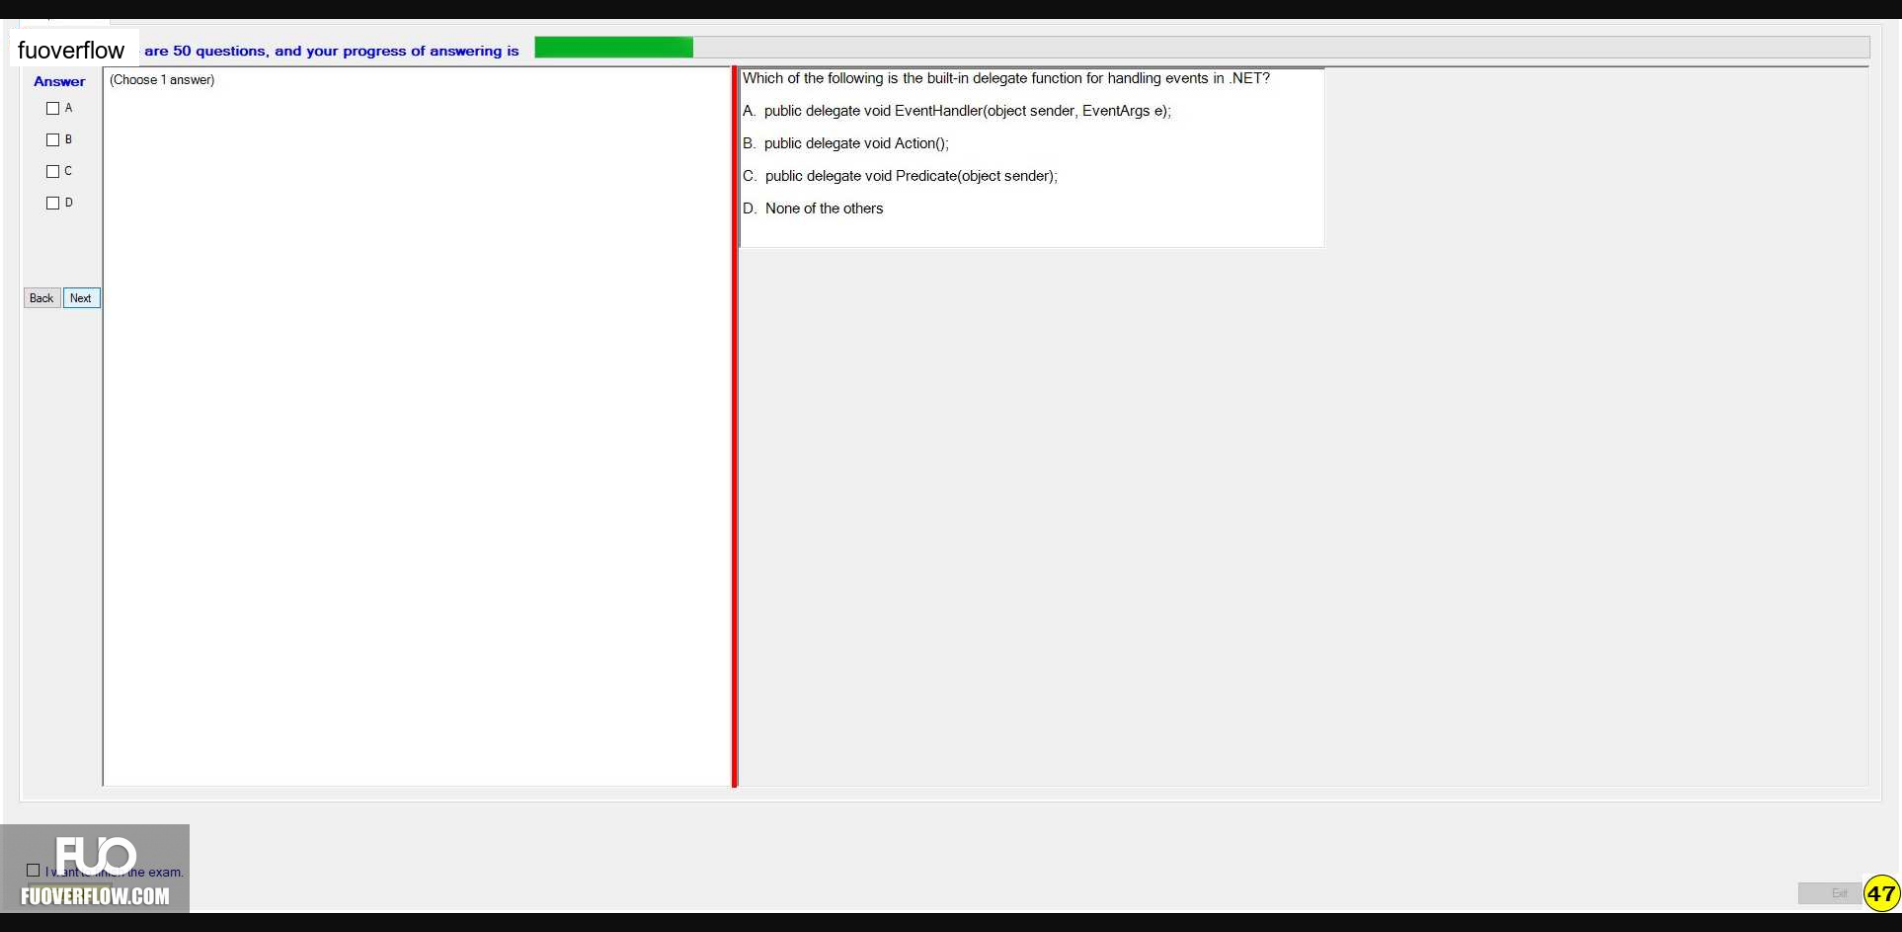 fuoverflow are 50 questions, and your progress of answering is
Answer
(Choose 1 answer)
A
B
C
D
Back Next
Which of the following is the built-in delegate function for handling events in .NET?
A. public delegate void EventHandler(object sender, EventArgs e);
B. public delegate void Action();
C. public delegate void Predicate(object sender);
D. None of the others
FUO
I want to finish the exam.
FUOVERFLOW.COM
Exit
47